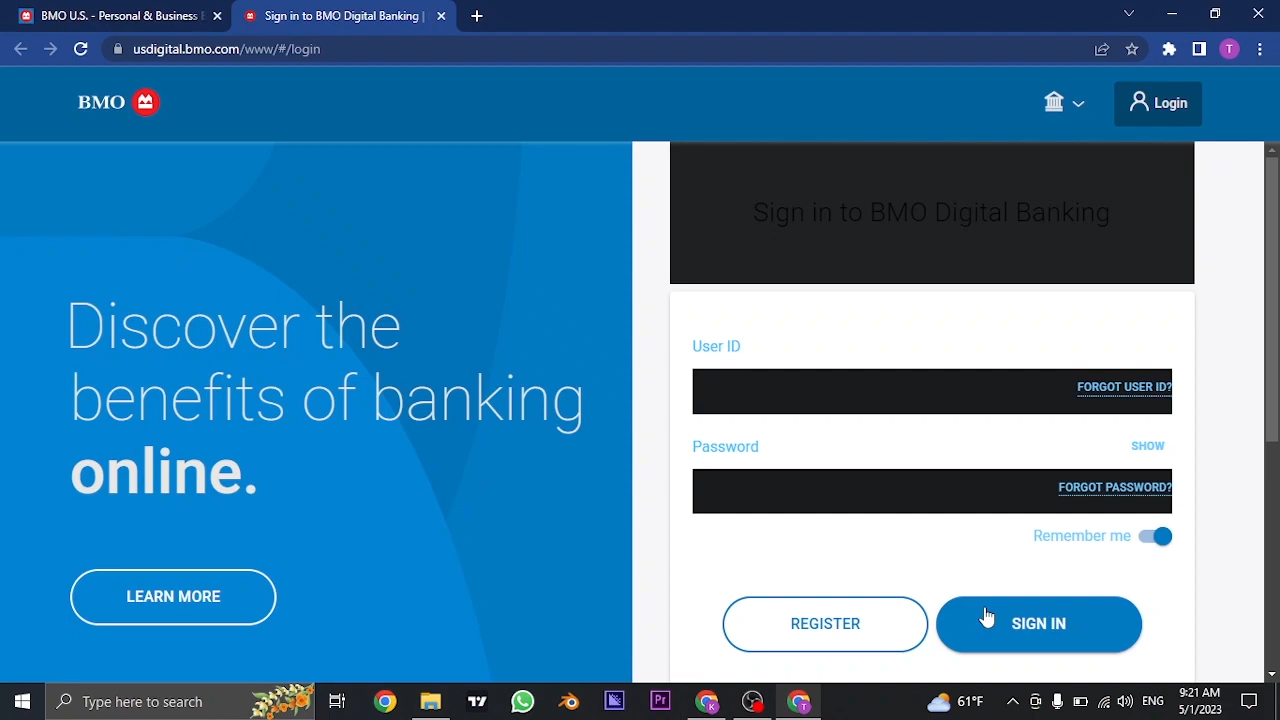 BMO U.S. - Personal & Business B
Sign in to BMO Digital Banking |
usdigital.bmo.com/www/#/login
T
BMO
Login
Sign in to BMO Digital Banking
Discover the
benefits of banking
online.
LEARN MORE
User ID
FORGOT USER ID?
Password
SHOW
FORGOT PASSWORD?
Remember me
REGISTER
SIGN IN
Type here to search
Pr
K
T
61°F
ENG
9:21 AM
5/1/2023